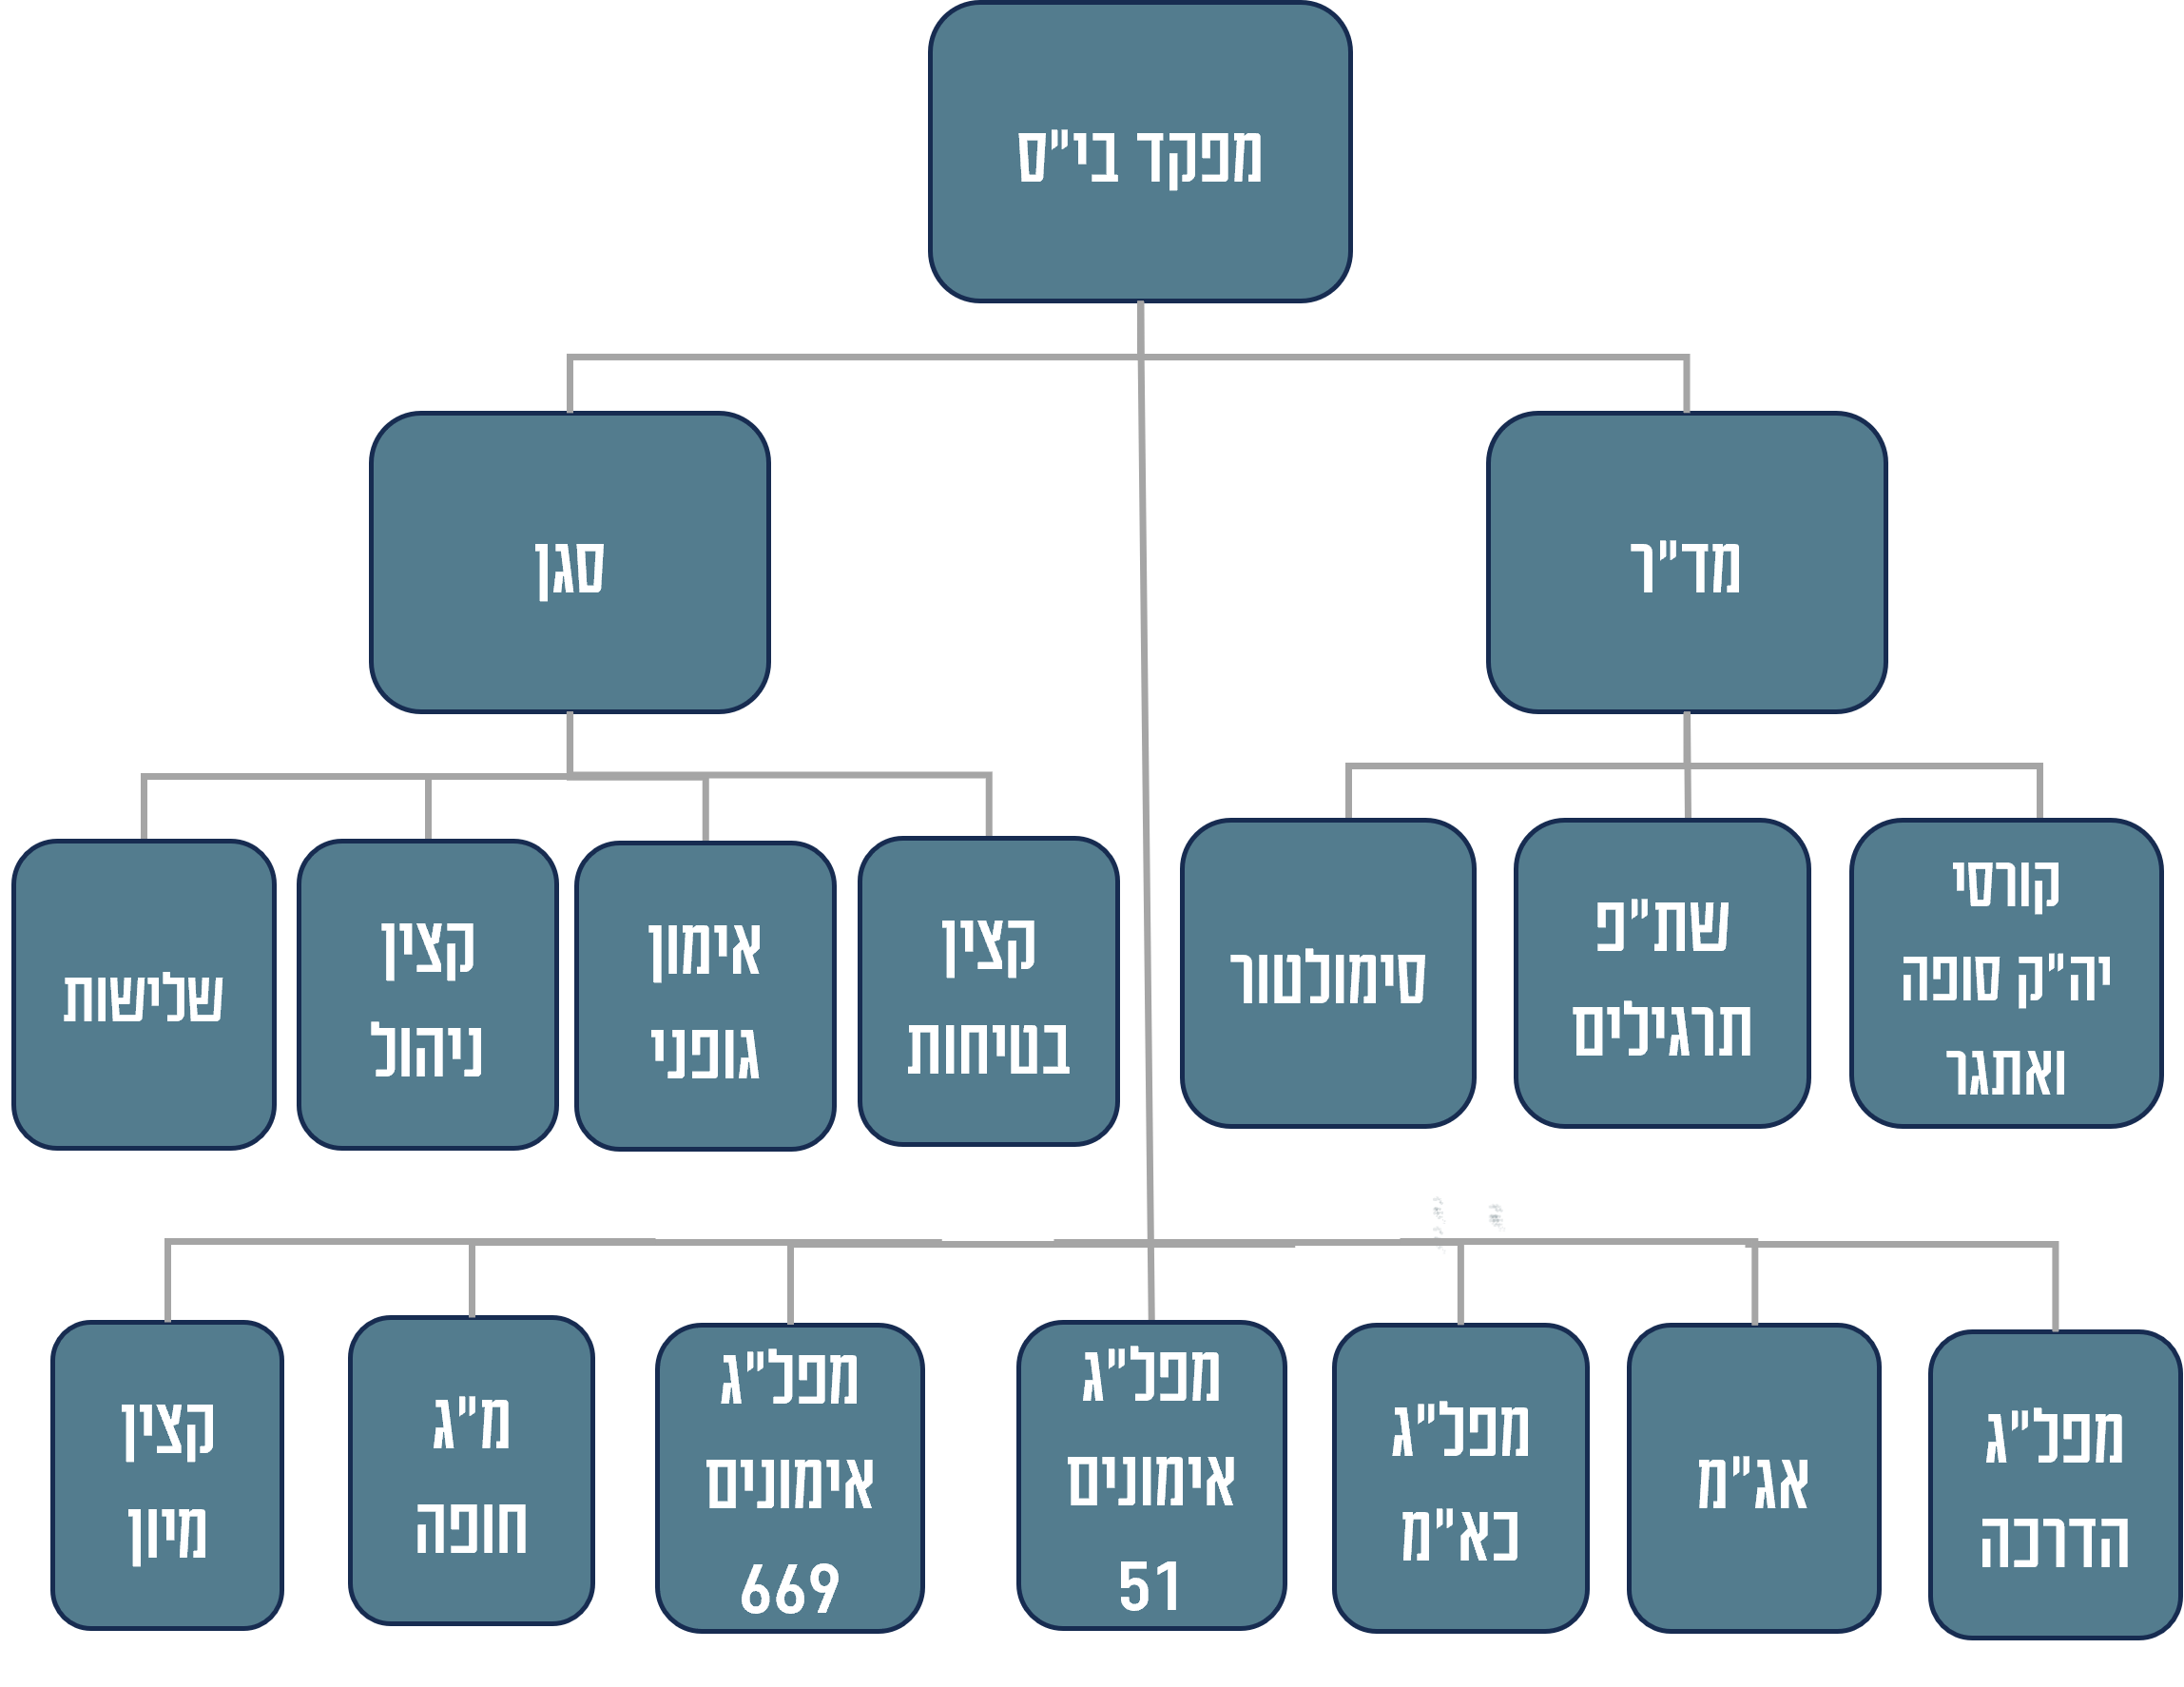 מפקד בי"ס
מד"ר
סגן
קורסי
יה"ק סופה
ואתגר
שת"פ
תרגילים
סימולטור
קצין
בטיחות
אימון
גופני
קצין
ניהול
שלישות
מפל"ג
הדרכה
אג"מ
מפל"ג
כא"מ
מפל"ג
אימונים
51
מפל"ג
אימונים
669
מ"ג
חופה
קצין
מיון